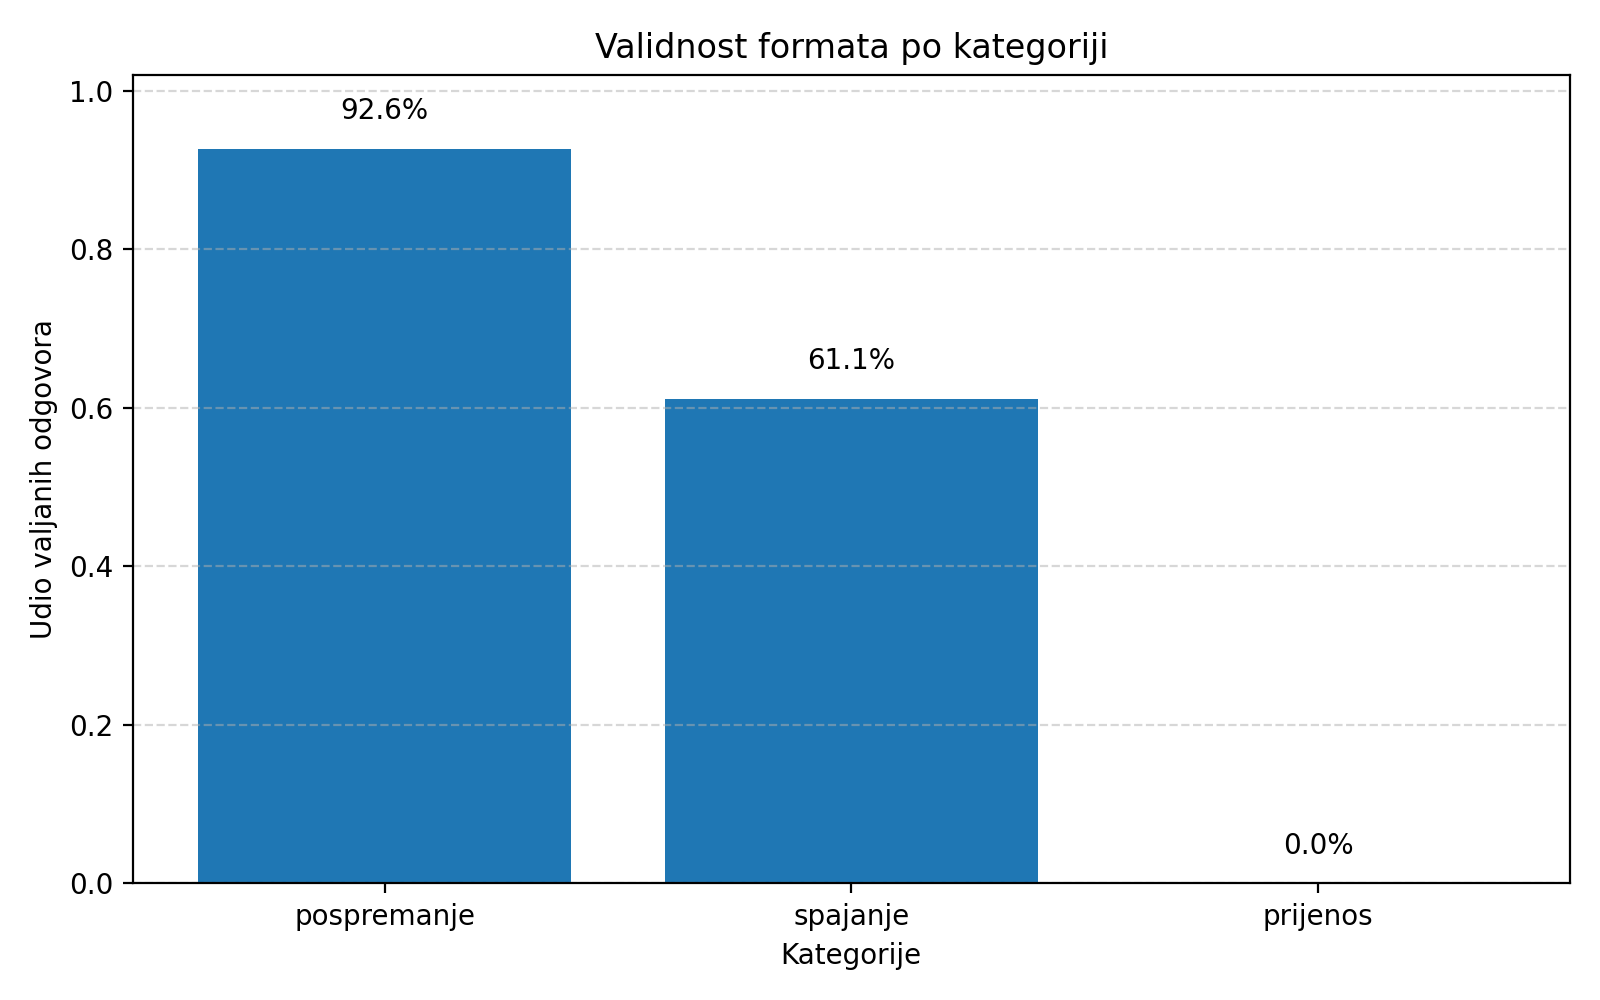 Validnost formata po kategoriji
Udio valjanih odgovora
1.0
0.8
0.6
0.4
0.2
0.0
92.6%
61.1%
0.0%
pospremanje
spajanje
prijenos
Kategorije